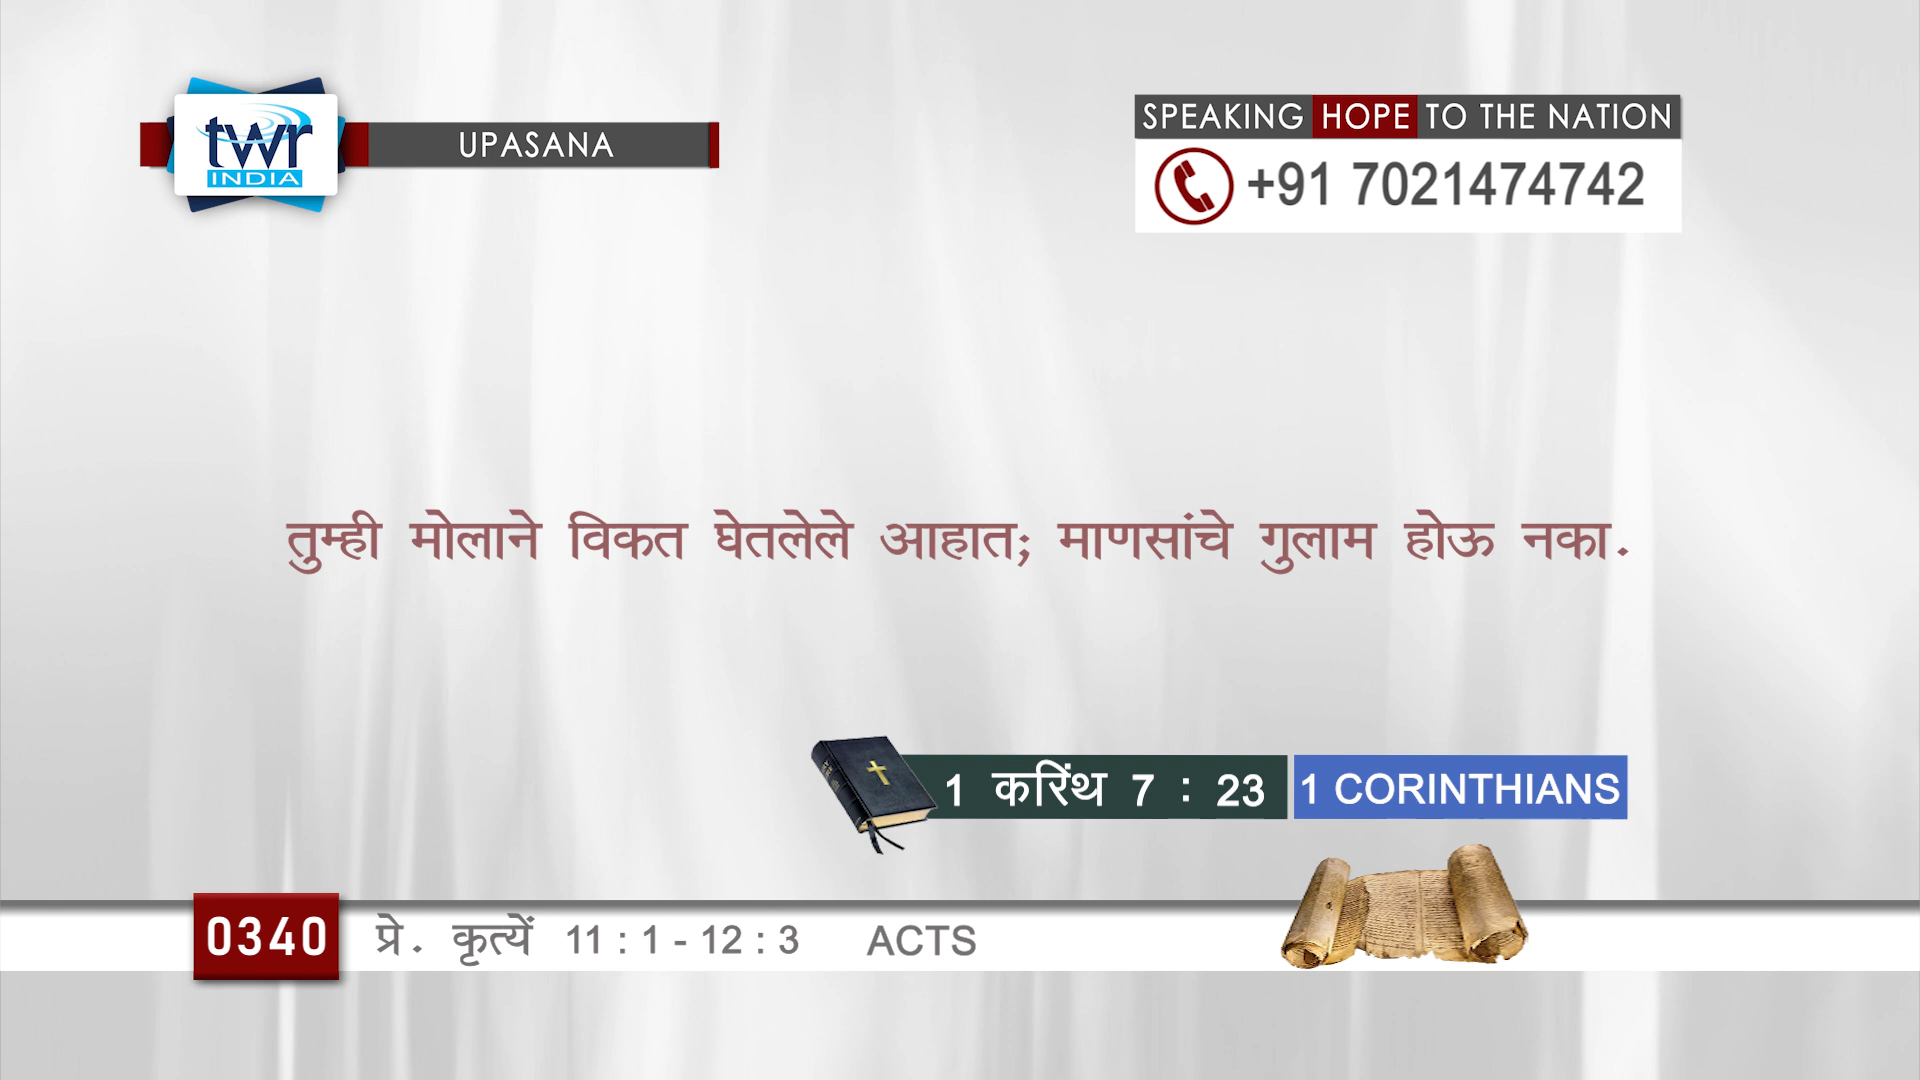 twr
INDIA
UPASANA
SPEAKING HOPE TO THE NATION
+91 7021474742
तुम्ही मोलाने विकत घेतलेले आहात; माणसांचे गुलाम होऊ नका.
1 करिंथ 7 : 23
1 CORINTHIANS
0340 प्रे. कृत्यें 11 : 1 - 12 : 3 ACTS